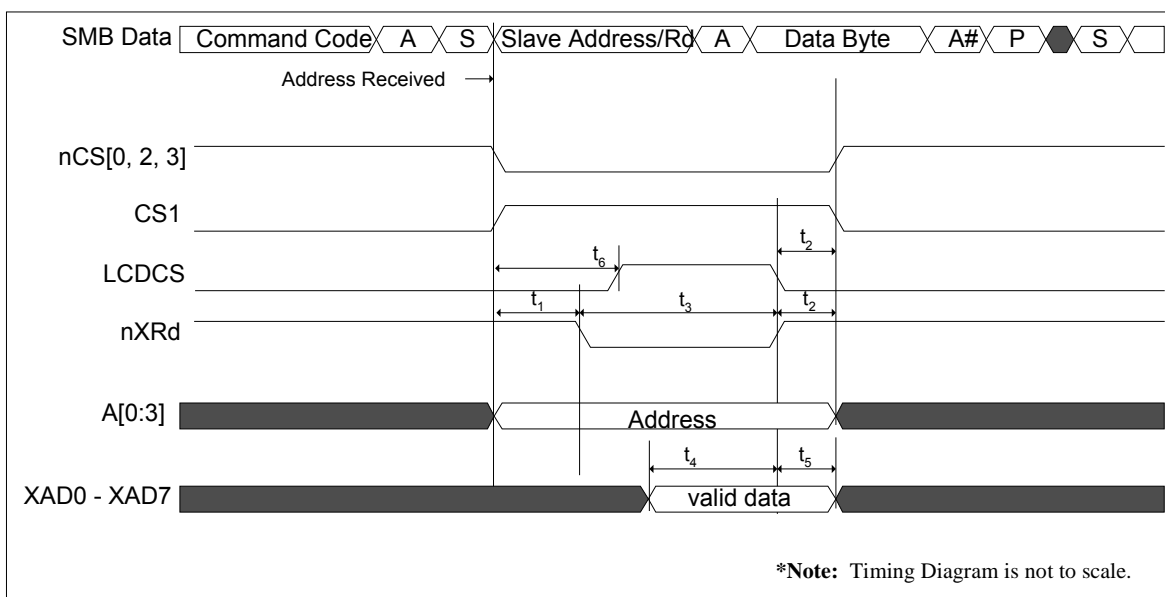 SMB Data Command Code A S Slave Address/Rd A Data Byte A# P S
Address Received
nCS[0, 2, 3]
CS1
t2
LCDCS
t6
t1 t3 t2
nXRd
A[0:3] Address
t4 t5
XAD0 - XAD7 valid data
*Note: Timing Diagram is not to scale.